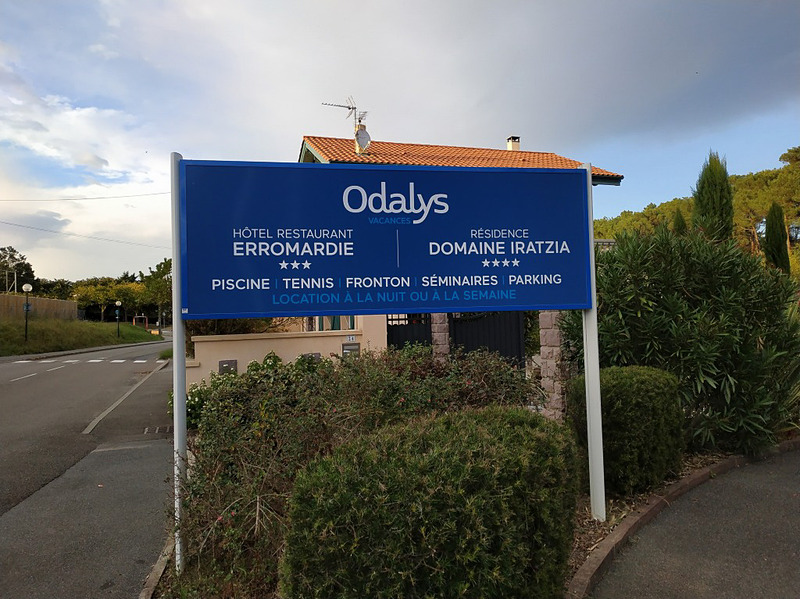 Odalys
VACANCES
HÔTEL RESTAURANT
ERROMARDIE
RÉSIDENCE
DOMAINE IRATZIA
PISCINE | TENNIS | FRONTON | SÉMINAIRES | PARKING
LOCATION À LA NUIT OU À LA SEMAINE